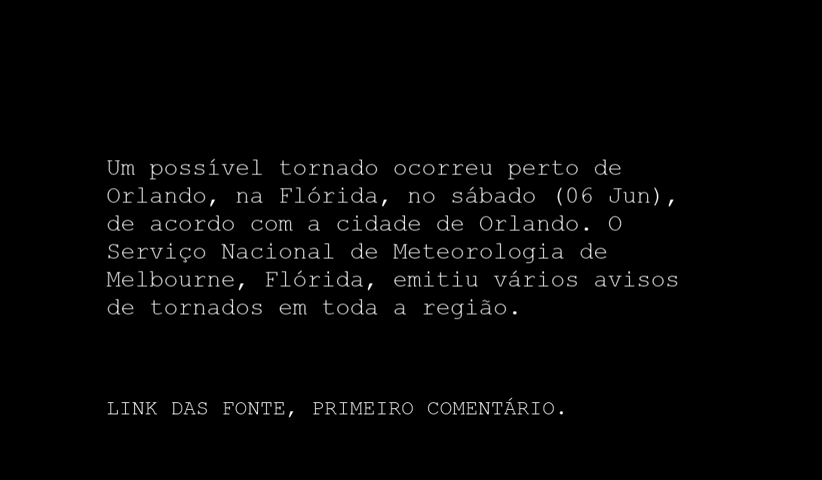 Um possível tornado ocorreu perto de
Orlando, na Flórida, no sábado (06 Jun),
de acordo com a cidade de Orlando. O
Serviço Nacional de Meteorologia de
Melbourne, Flórida, emitiu vários avisos
de tornados em toda a região.
LINK DAS FONTE, PRIMEIRO COMENTÁRIO.